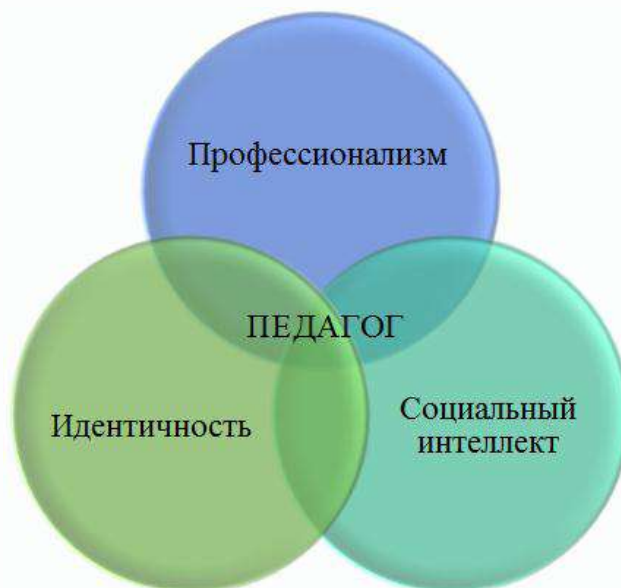 Профессионализм
ПЕДАГОГ
Идентичность
Социальный
интеллект